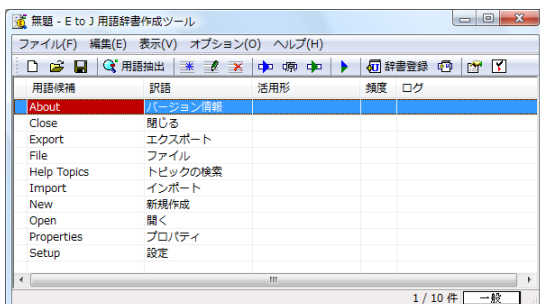 無題 - E to J 用語辞書作成ツール
ファイル(F) 編集(E) 表示(V) オプション(O) ヘルプ(H)
用語抽出 辞書登録
用語候補 訳語 活用形 頻度 ログ
About バージョン情報
Close 閉じる
Export エクスポート
File ファイル
Help Topics トピックの検索
Import インポート
New 新規作成
Open 開く
Properties プロパティ
Setup 設定
1 / 10 件 一般